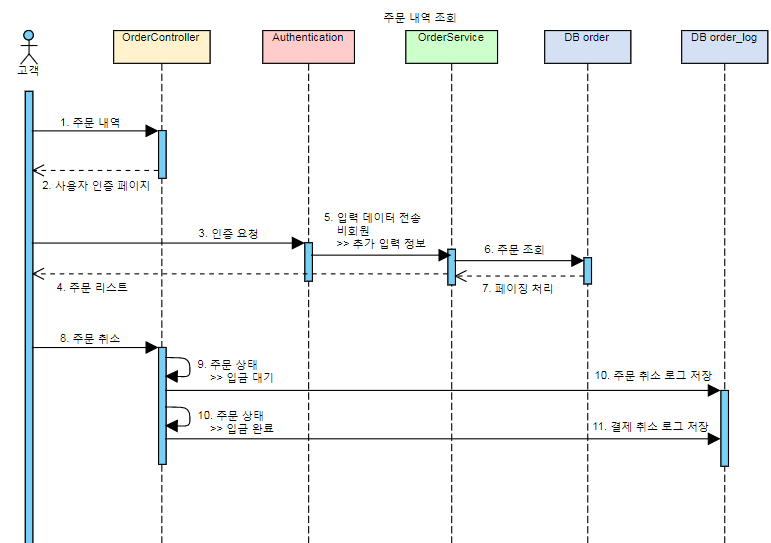 주문 내역 조회
고객
OrderController
Authentication
OrderService
DB order
DB order_log
1. 주문 내역
2. 사용자 인증 페이지
3. 인증 요청
5. 입력 데이터 전송
비회원
>> 추가 입력 정보
6. 주문 조회
4. 주문 리스트
7. 페이징 처리
8. 주문 취소
9. 주문 상태
>> 입금 대기
10. 주문 취소 로그 저장
10. 주문 상태
>> 입금 완료
11. 결제 취소 로그 저장